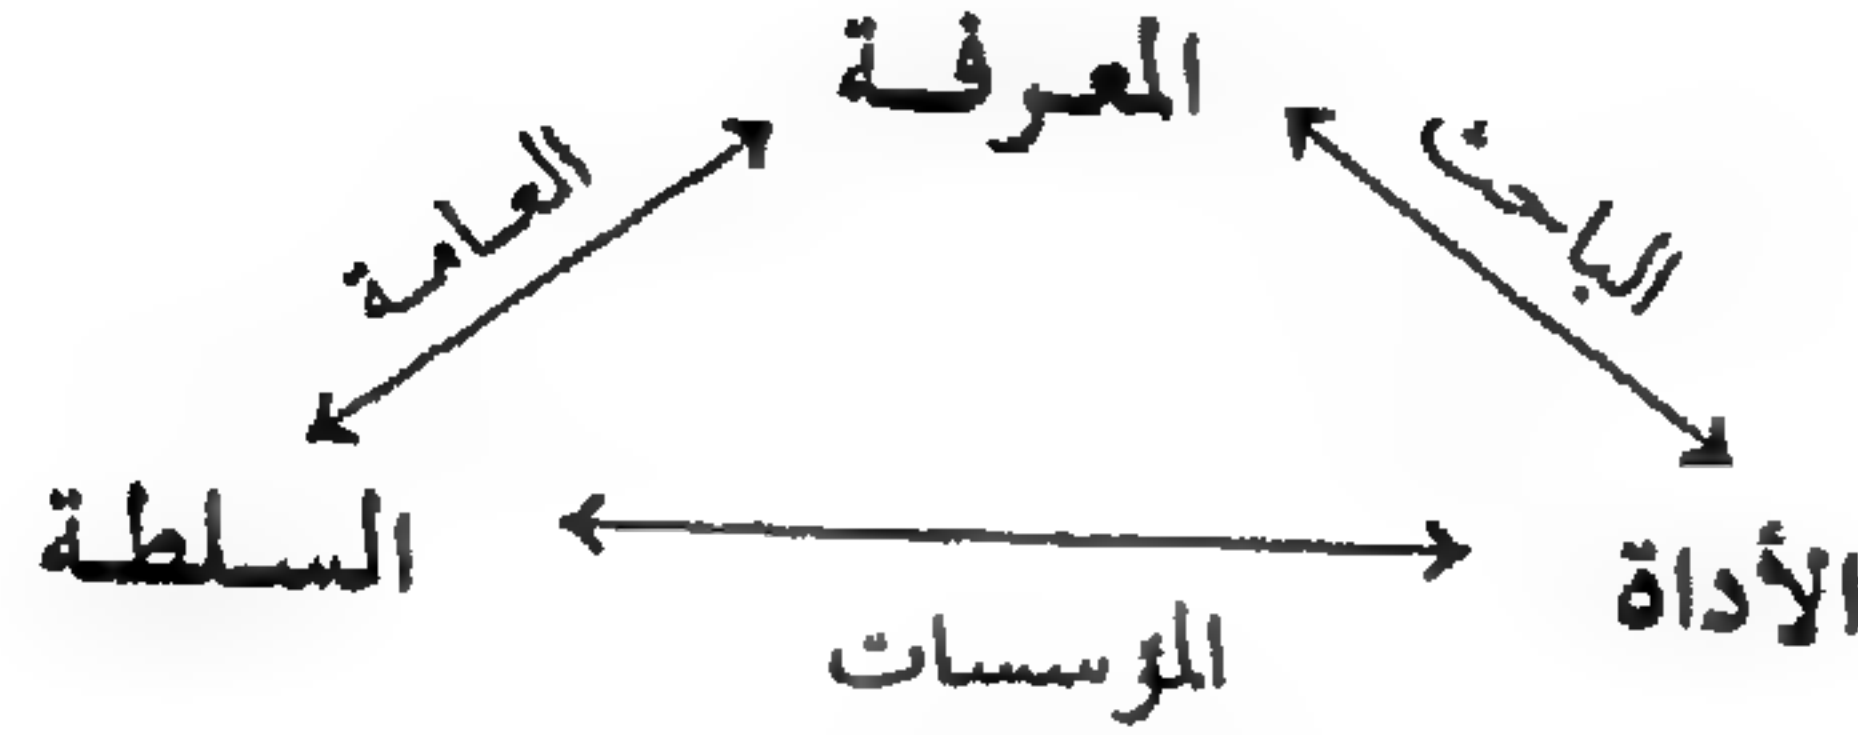 المعرفة
الباحث
العامة
الأداة
السلطة
المؤسسات